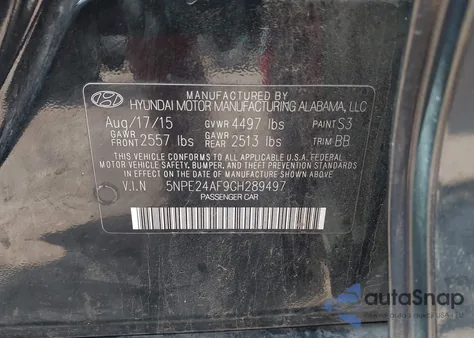 MANUFACTURED BY
HYUNDAI MOTOR MANUFACTURING ALABAMA, LLC
Aug/17/15 GVWR 4497 lbs PAINT S3
GAWR FRONT 2557 lbs GAWR REAR 2513 lbs TRIM BB
THIS VEHICLE CONFORMS TO ALL APPLICABLE U.S. FEDERAL
MOTOR VEHICLE SAFETY, BUMPER, AND THEFT PREVENTION
STANDARDS IN EFFECT ON THE DATE OF MANUFACTURE SHOWN ABOVE.
V.I.N 5NPE24AF9GH289497
PASSENGER CAR
autoSnap